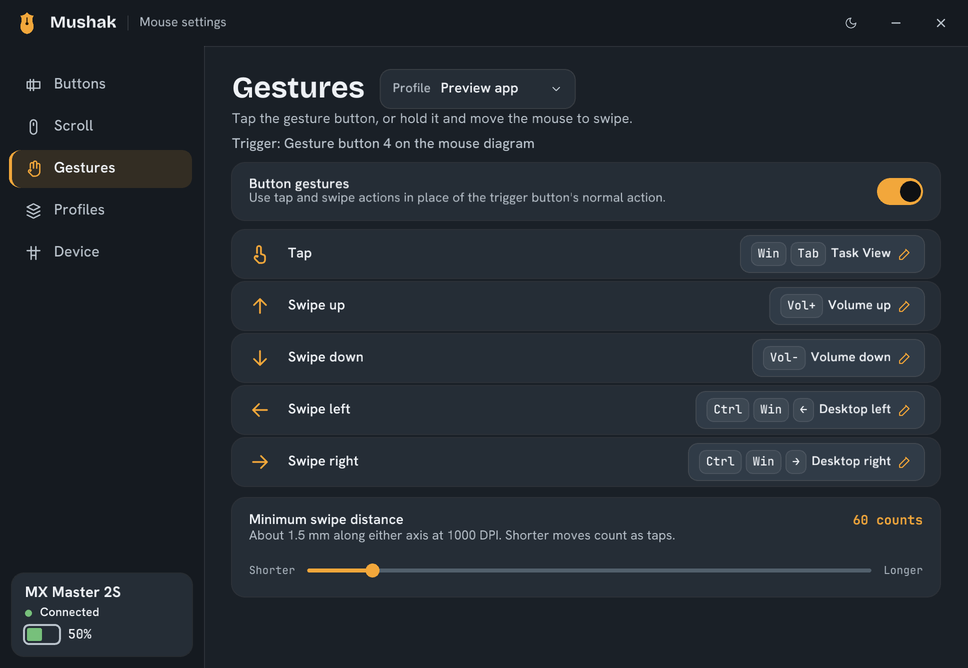 Mushak | Mouse settings
Buttons
Scroll
Gestures
Profiles
Device
MX Master 2S
Connected
50%
Gestures
Profile Preview app
Tap the gesture button, or hold it and move the mouse to swipe.
Trigger: Gesture button 4 on the mouse diagram
Button gestures
Use tap and swipe actions in place of the trigger button's normal action.
Tap Win Tab Task View
Swipe up Vol+ Volume up
Swipe down Vol- Volume down
Swipe left Ctrl Win ← Desktop left
Swipe right Ctrl Win → Desktop right
Minimum swipe distance 60 counts
About 1.5 mm along either axis at 1000 DPI. Shorter moves count as taps.
Shorter Longer